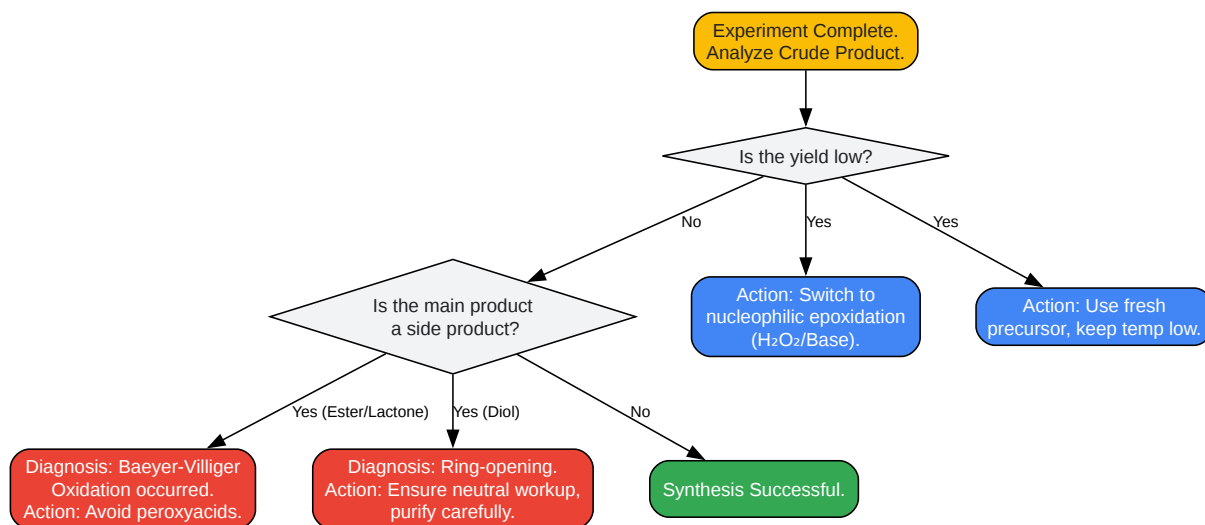 Experiment Complete.
Analyze Crude Product.
Is the yield low?
No
Yes
Yes
Is the main product
a side product?
Action: Switch to
nucleophilic epoxidation
(H₂O₂/Base).
Action: Use fresh
precursor, keep temp low.
Yes (Ester/Lactone)
Yes (Diol)
No
Diagnosis: Baeyer-Villiger
Oxidation occurred.
Action: Avoid peroxyacids.
Diagnosis: Ring-opening.
Action: Ensure neutral workup,
purify carefully.
Synthesis Successful.